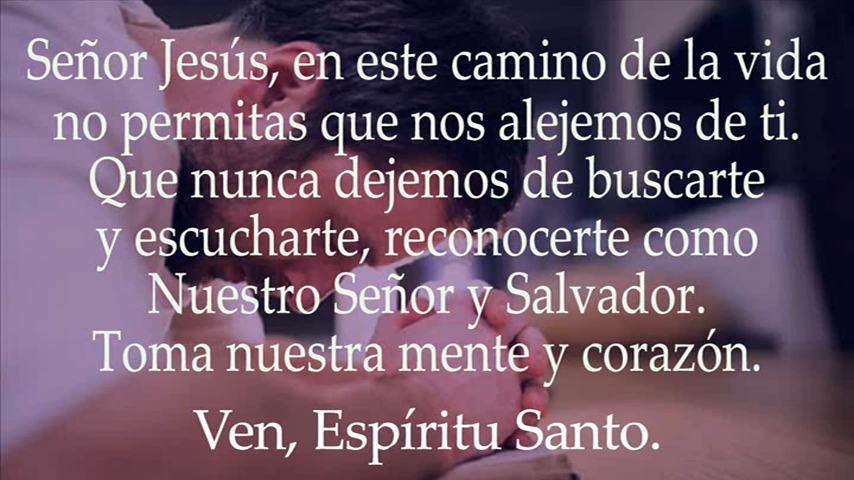 Señor Jesús, en este camino de la vida
no permitas que nos alejemos de ti.
Que nunca dejemos de buscarte
y escucharte, reconocerte como
Nuestro Señor y Salvador.
Toma nuestra mente y corazón.
Ven, Espíritu Santo.